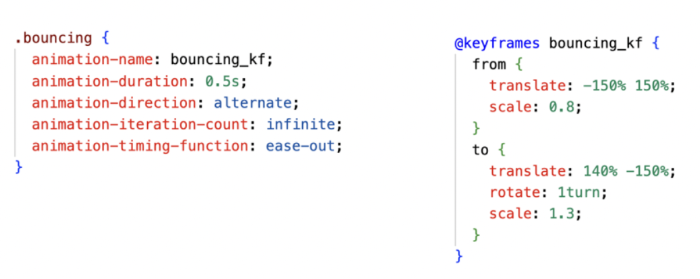 .bouncing {
animation-name: bouncing_kf;
animation-duration: 0.5s;
animation-direction: alternate;
animation-iteration-count: infinite;
animation-timing-function: ease-out;
}
@keyframes bouncing_kf {
from {
translate: -150% 150%;
scale: 0.8;
}
to {
translate: 140% -150%;
rotate: 1turn;
scale: 1.3;
}
}